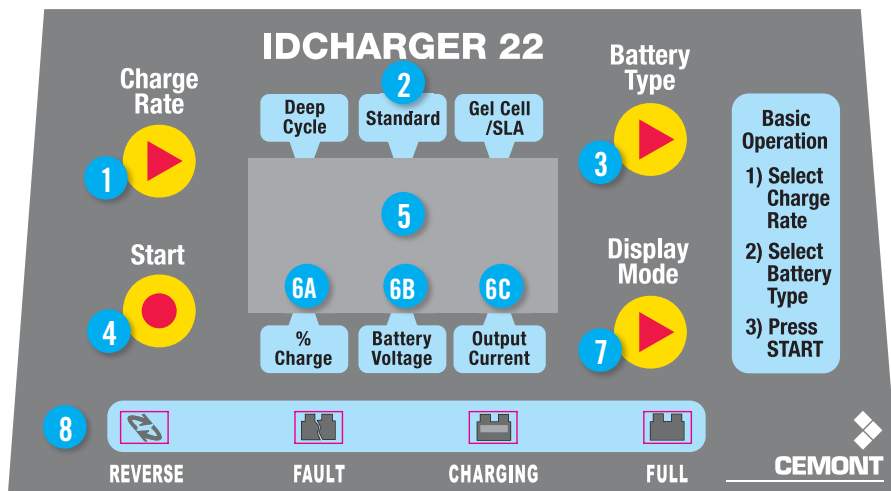 IDCHARGER 22
Charge
Rate
1
2
Deep
Cycle
Standard
Gel Cell
/SLA
Battery
Type
3
Start
4
5
6A
6B
6C
%
Charge
Battery
Voltage
Output
Current
Display
Mode
7
Basic
Operation
1) Select
Charge
Rate
2) Select
Battery
Type
3) Press
START
8
REVERSE
FAULT
CHARGING
FULL
CEMONT